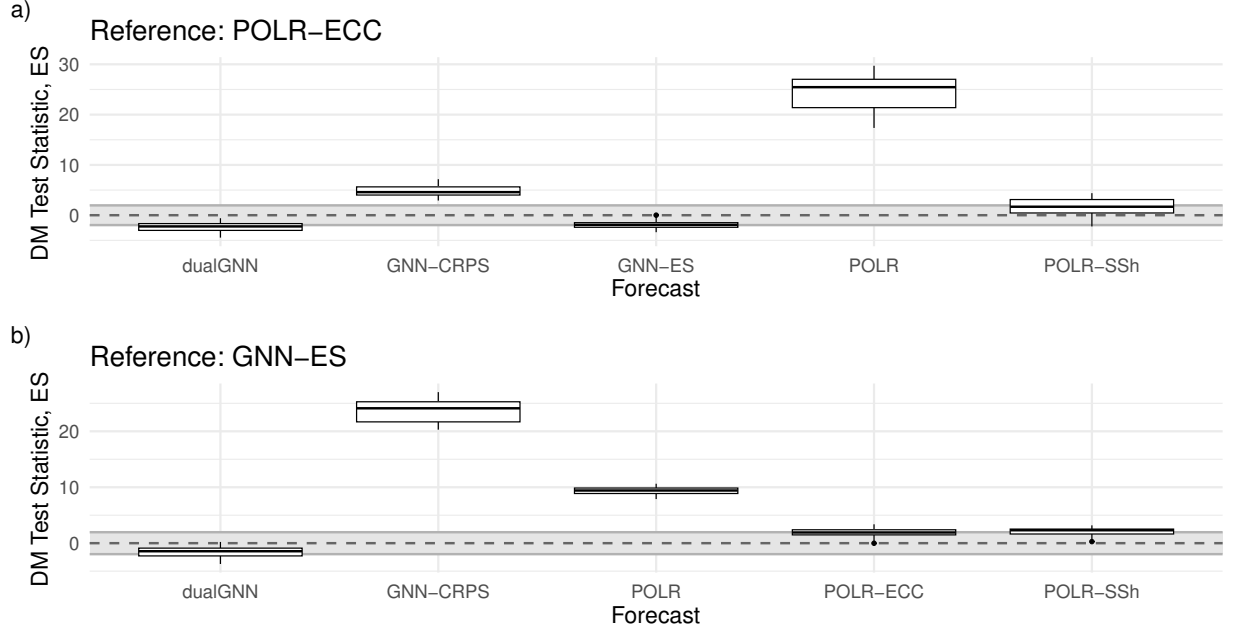 a)
Reference: POLR−ECC
DM Test Statistic, ES
30
20
10
0
dualGNN GNN−CRPS GNN−ES POLR POLR−SSh
Forecast
b)
Reference: GNN−ES
DM Test Statistic, ES
20
10
0
dualGNN GNN−CRPS POLR POLR−ECC POLR−SSh
Forecast